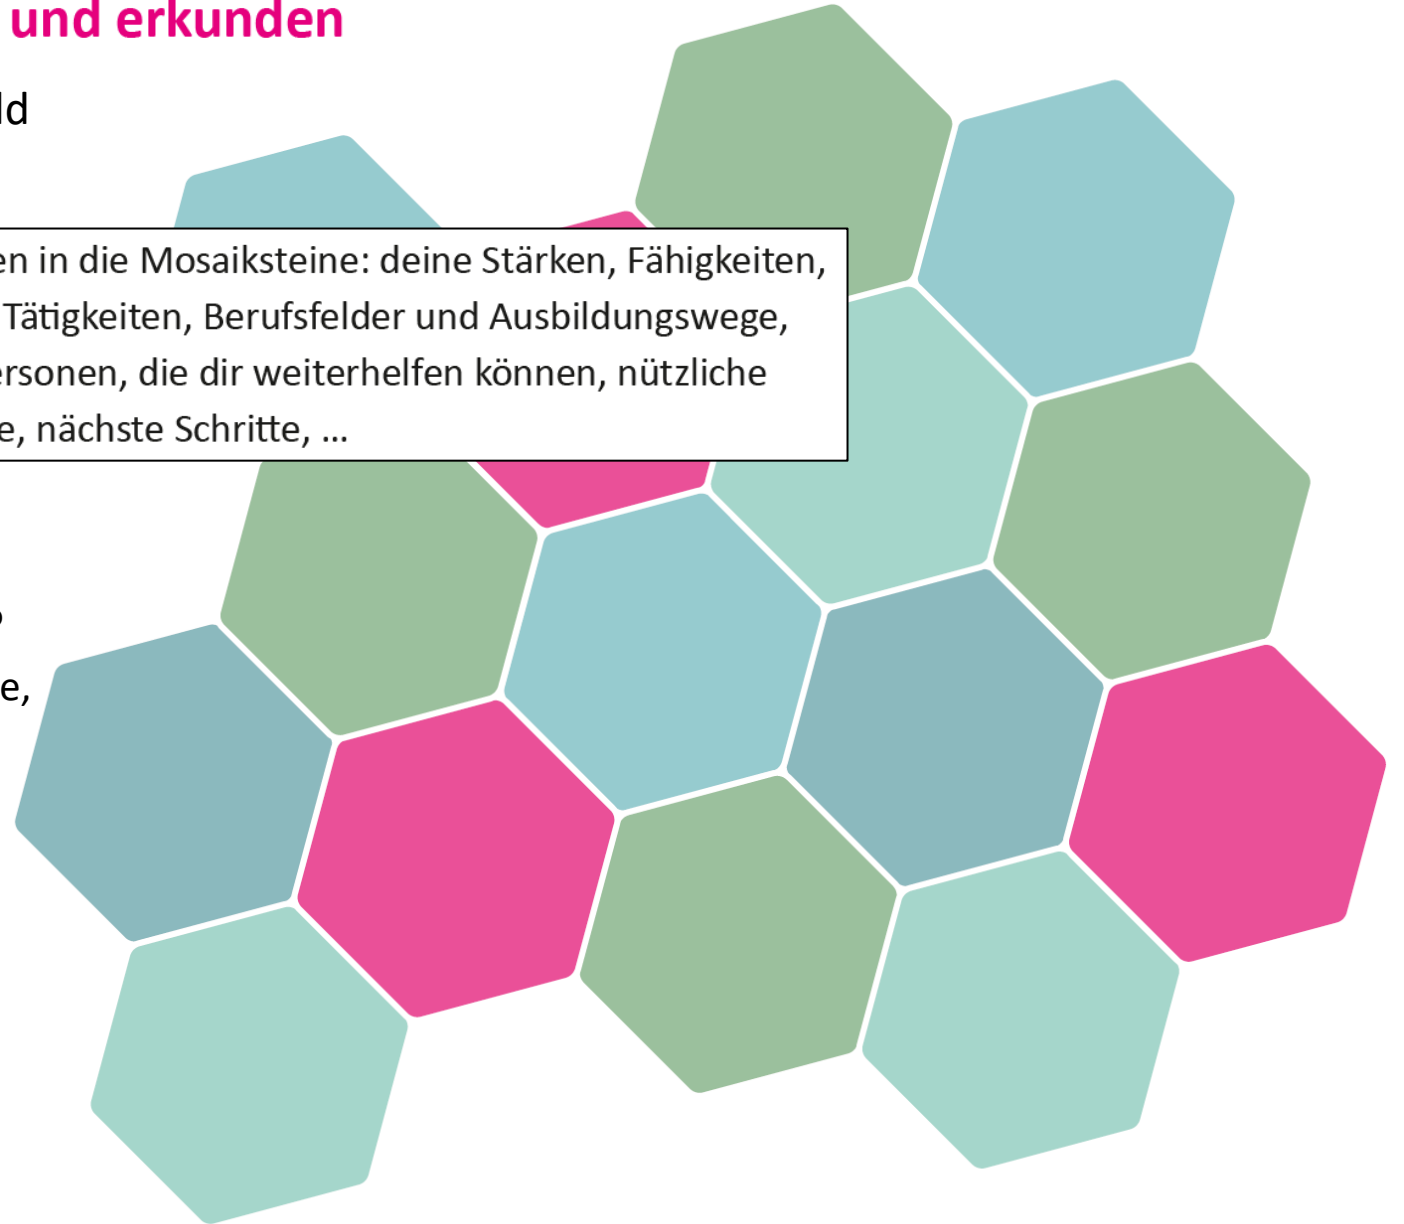 und erkunden
ld
en in die Mosaiksteine: deine Stärken, Fähigkeiten,
Tätigkeiten, Berufsfelder und Ausbildungswege,
ersonen, die dir weiterhelfen können, nützliche
e, nächste Schritte, ...
e,